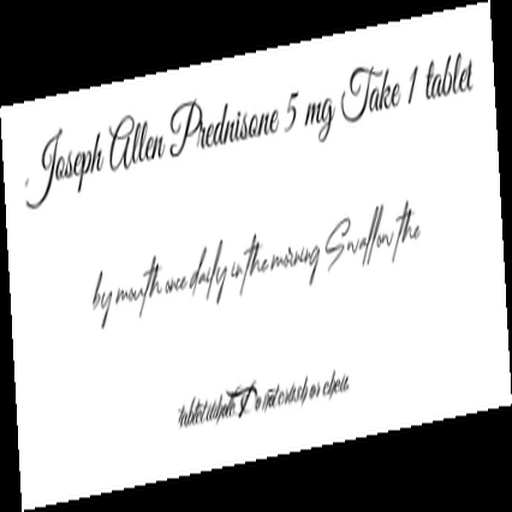 Joseph Allen Prednisone 5 mg Take 1 tablet
by mouth once daily in the morning Swallow the
tablet whole. Do not crush or chew.